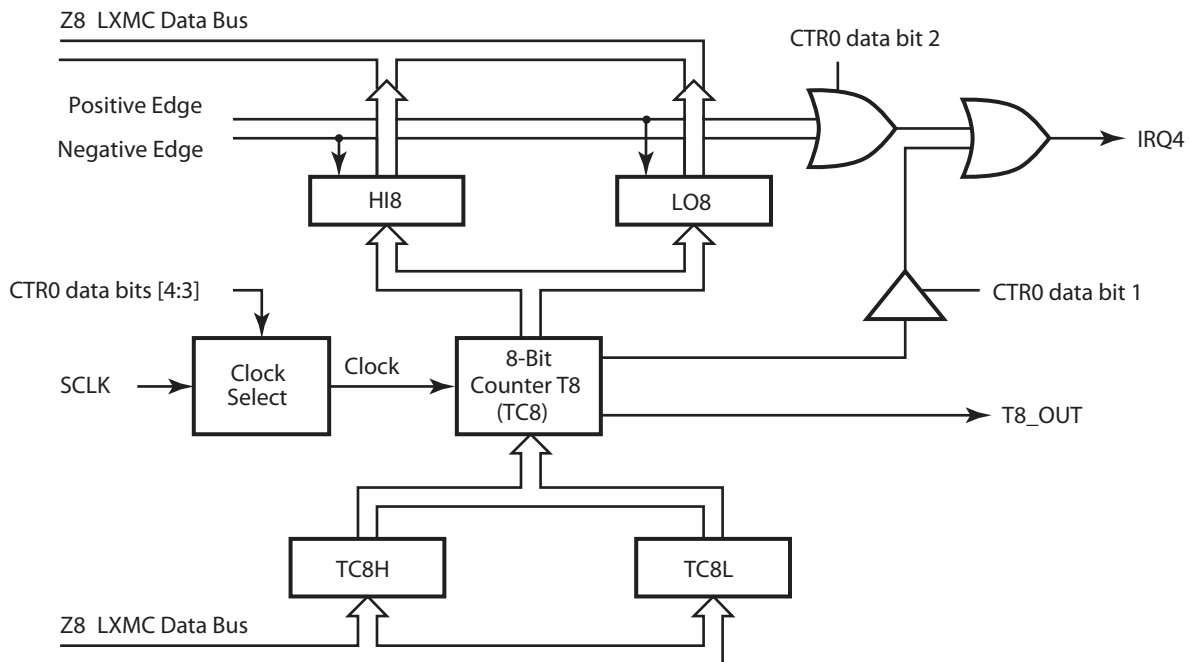 Z8 LXMC Data Bus
CTR0 data bit 2
Positive Edge
Negative Edge
IRQ4
HI8
LO8
CTR0 data bits [4:3]
CTR0 data bit 1
SCLK
Clock
Select
Clock
8-Bit
Counter T8
(TC8)
T8_OUT
TC8H
TC8L
Z8 LXMC Data Bus